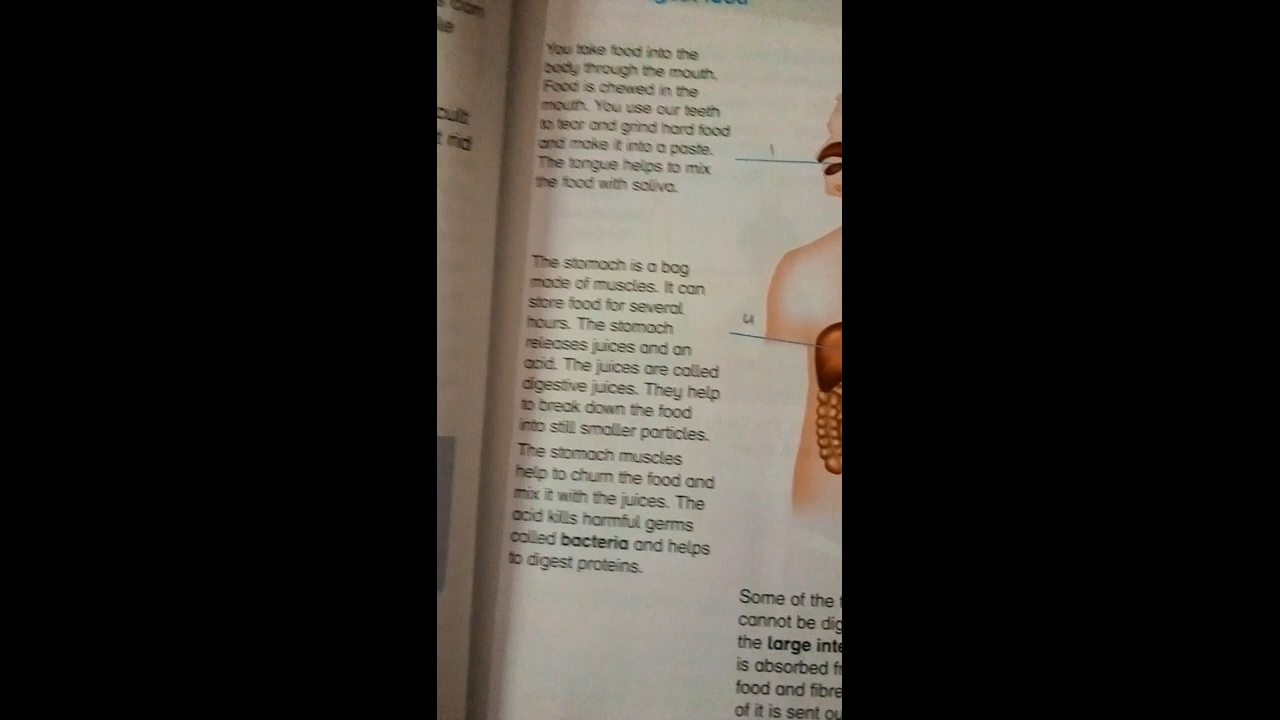 cult
t rid
You take food into the
body through the mouth.
Food is chewed in the
mouth. You use our teeth
to tear and grind hard food
and make it into a paste.
The tongue helps to mix
the food with saliva.
The stomach is a bag
made of muscles. It can
store food for several
hours. The stomach
releases juices and an
acid. The juices are called
digestive juices. They help
to break down the food
into still smaller particles.
The stomach muscles
help to churn the food and
mix it with the juices. The
acid kills harmful germs
called bacteria and helps
to digest proteins.
1
4
Some of the
cannot be dig
the large inte
is absorbed fr
food and fibre
of it is sent ou